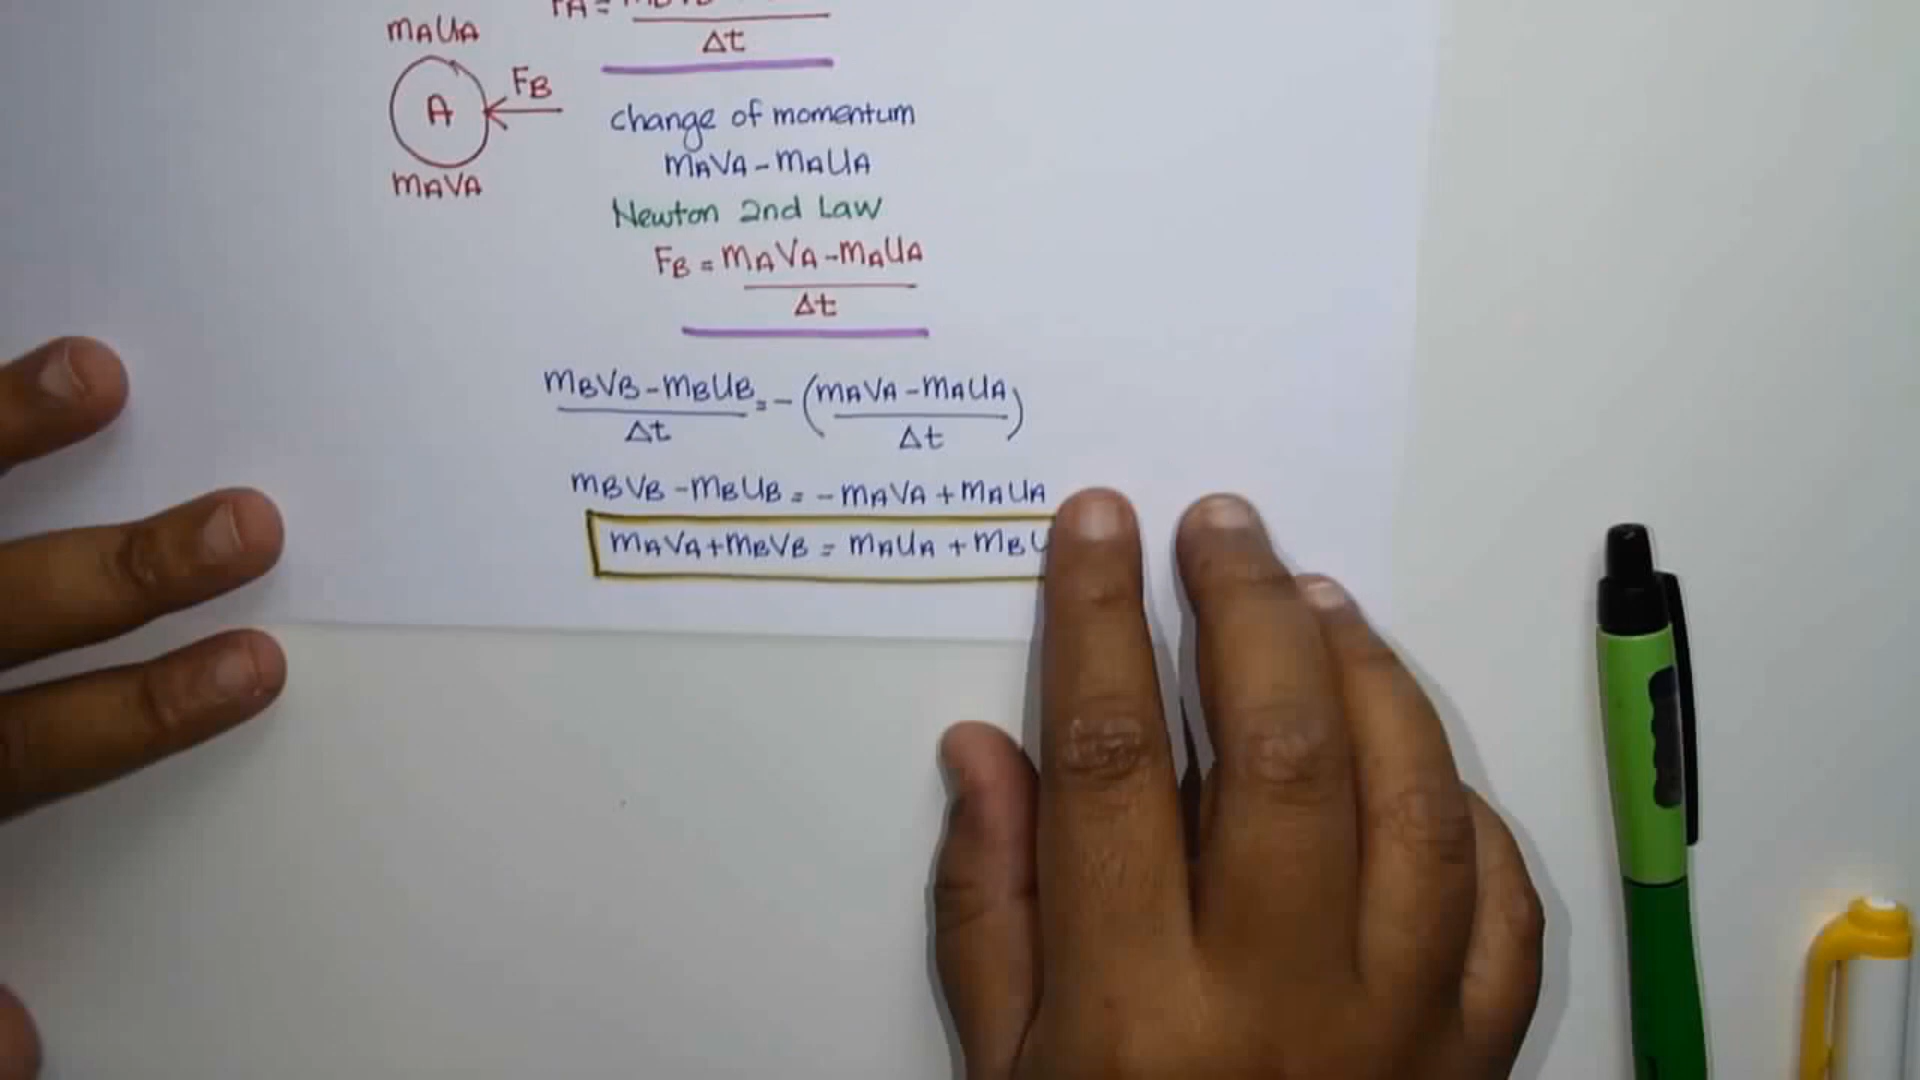 mAUA
Δt
FB
A
change of momentum
mAVA - mAUA
mAVA
Newton 2nd Law
FB = mAVA - mAUA
Δt
mBVB - mBUB = - (mAVA - mAUA)
Δt Δt
mBVB - mBUB = - mAVA + mAUA
mAVA + mBVB = mAUA + mB